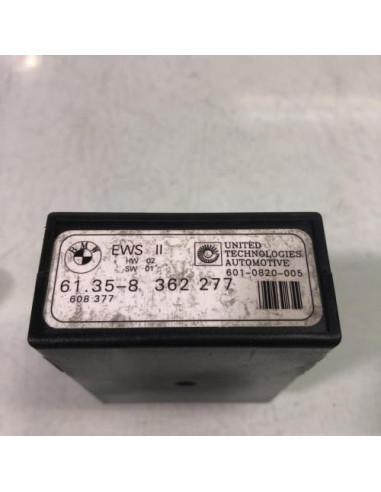 BMW
EWS II
HW 02
SW 01
UNITED
TECHNOLOGIES
AUTOMOTIVE
601-0820-005
61.35-8 362 277
608 377